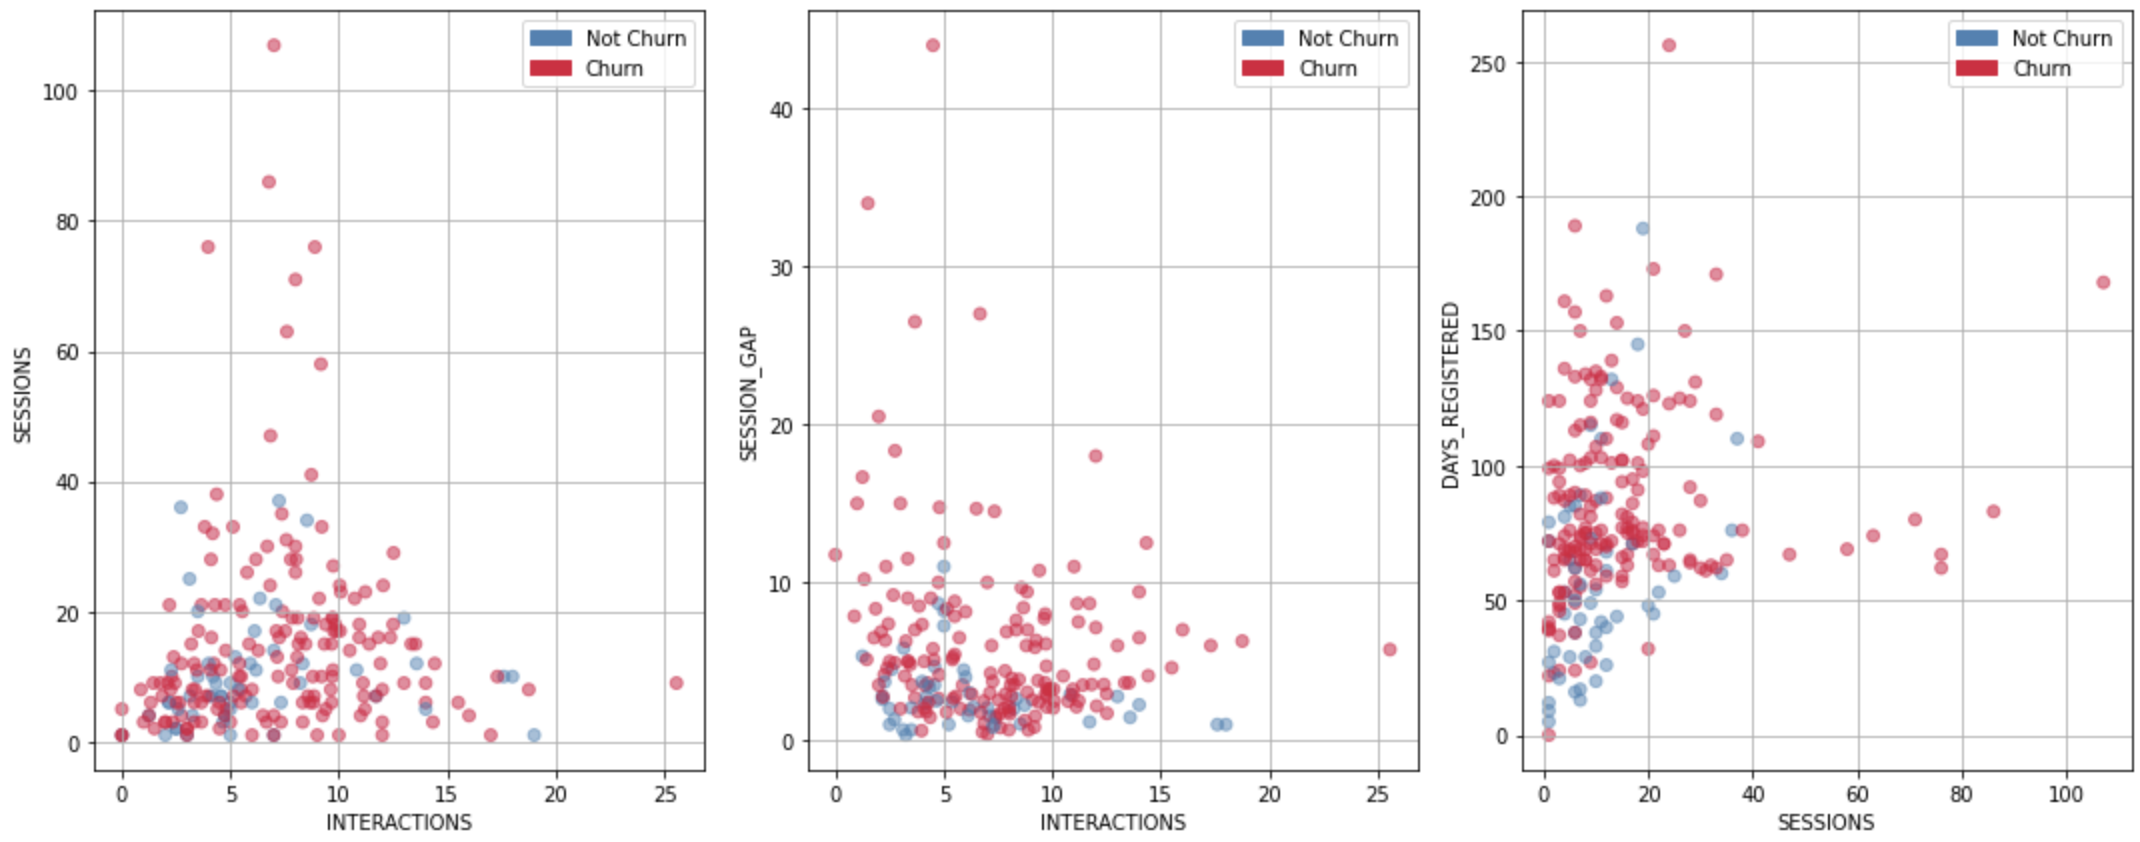 SESSIONS
100
80
60
40
20
0
0 5 10 15 20 25
INTERACTIONS
Not Churn
Churn
SESSION_GAP
40
30
20
10
0
0 5 10 15 20 25
INTERACTIONS
Not Churn
Churn
DAYS_REGISTERED
250
200
150
100
50
0
0 20 40 60 80 100
SESSIONS
Not Churn
Churn